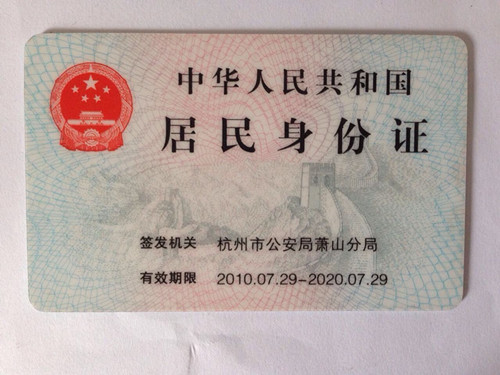 中华人民共和国
居民身份证
签发机关 杭州市公安局萧山分局
有效期限 2010.07.29-2020.07.29